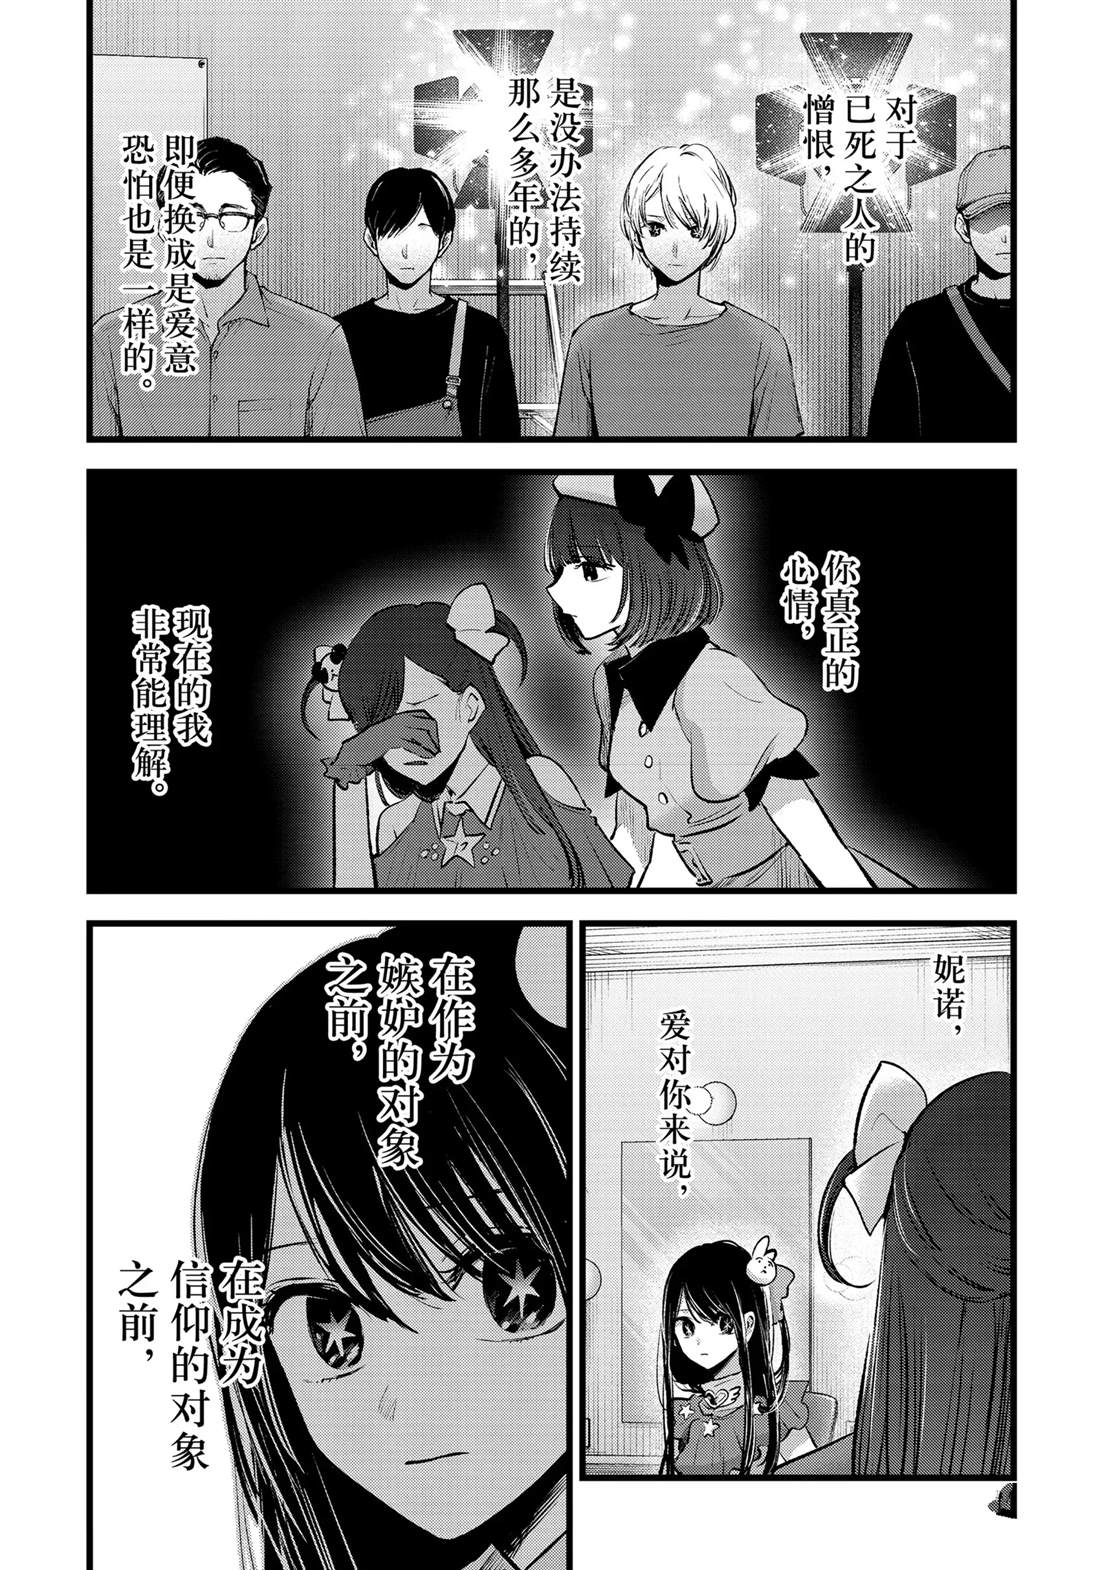 对于
已死之人的
憎恨，
是没办法持续
那么多年的，
即便换成是爱意
恐怕也是一样的。
你真正的
心情，
现在的我
非常能理解。
妮诺，
爱对你来说，
在作为
嫉妒的对象
之前，
在成为
信仰的对象
之前，